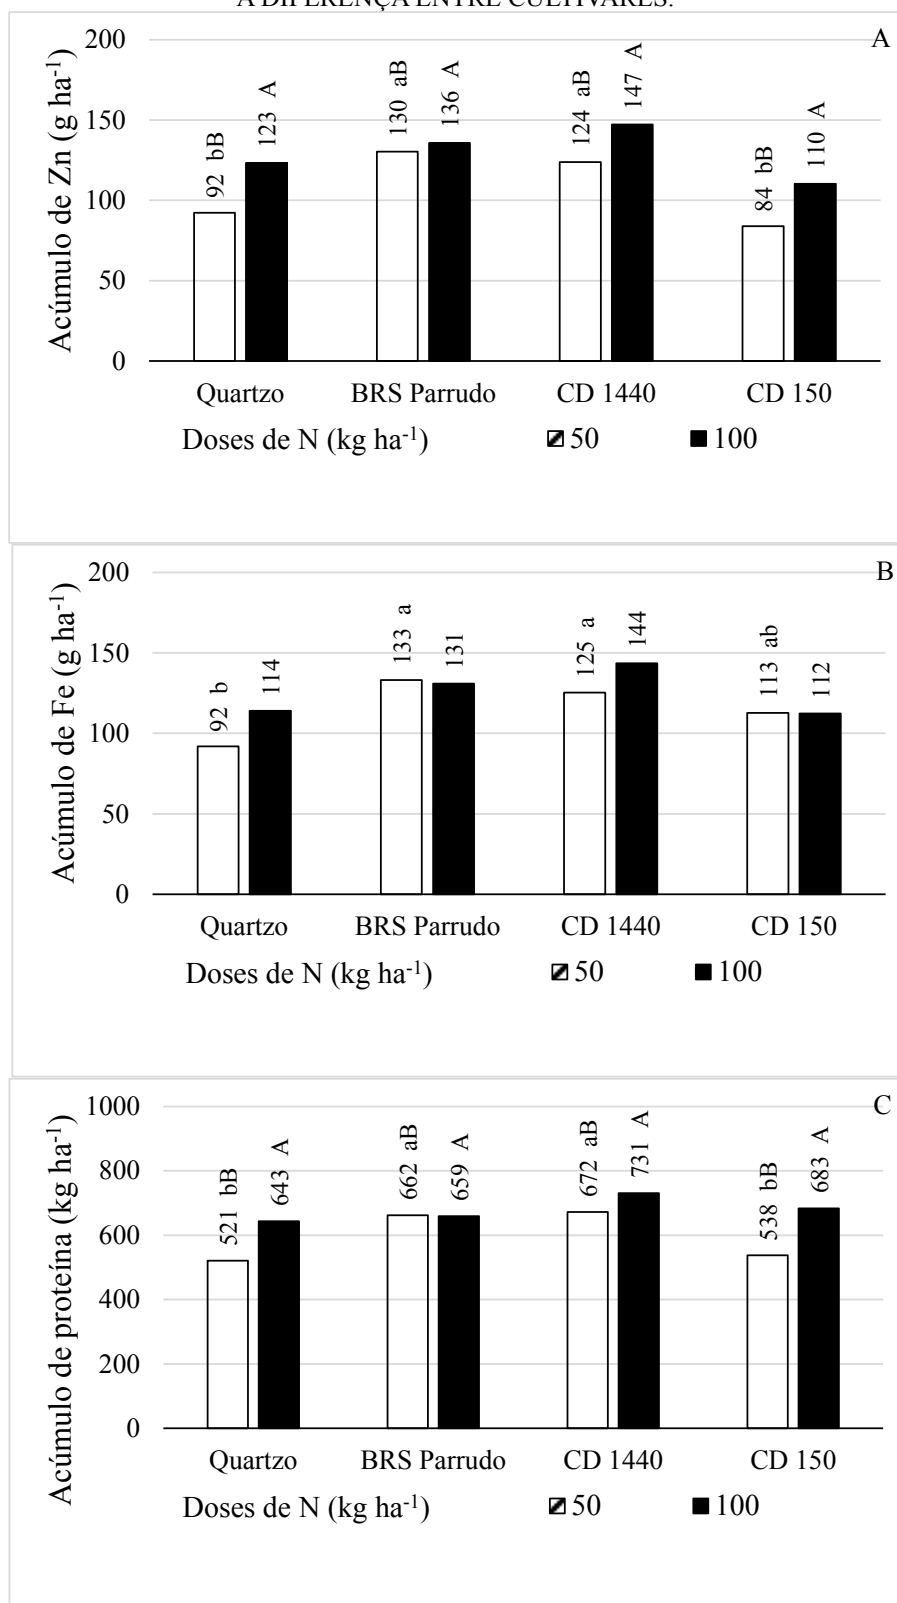 A DIFERENÇA ENTRE CULTIVARES.
A
Acúmulo de Zn (g ha⁻¹)
200
150
100
50
0
92 bB
123 A
130 aB
136 A
124 aB
147 A
84 bB
110 A
Quartzo BRS Parrudo CD 1440 CD 150
Doses de N (kg ha⁻¹) 50 100
B
Acúmulo de Fe (g ha⁻¹)
200
150
100
50
0
92 b
114
133 a
131
125 a
144
113 ab
112
Quartzo BRS Parrudo CD 1440 CD 150
Doses de N (kg ha⁻¹) 50 100
C
Acúmulo de proteína (kg ha⁻¹)
1000
800
600
400
200
0
521 bB
643 A
662 aB
659 A
672 aB
731 A
538 bB
683 A
Quartzo BRS Parrudo CD 1440 CD 150
Doses de N (kg ha⁻¹) 50 100